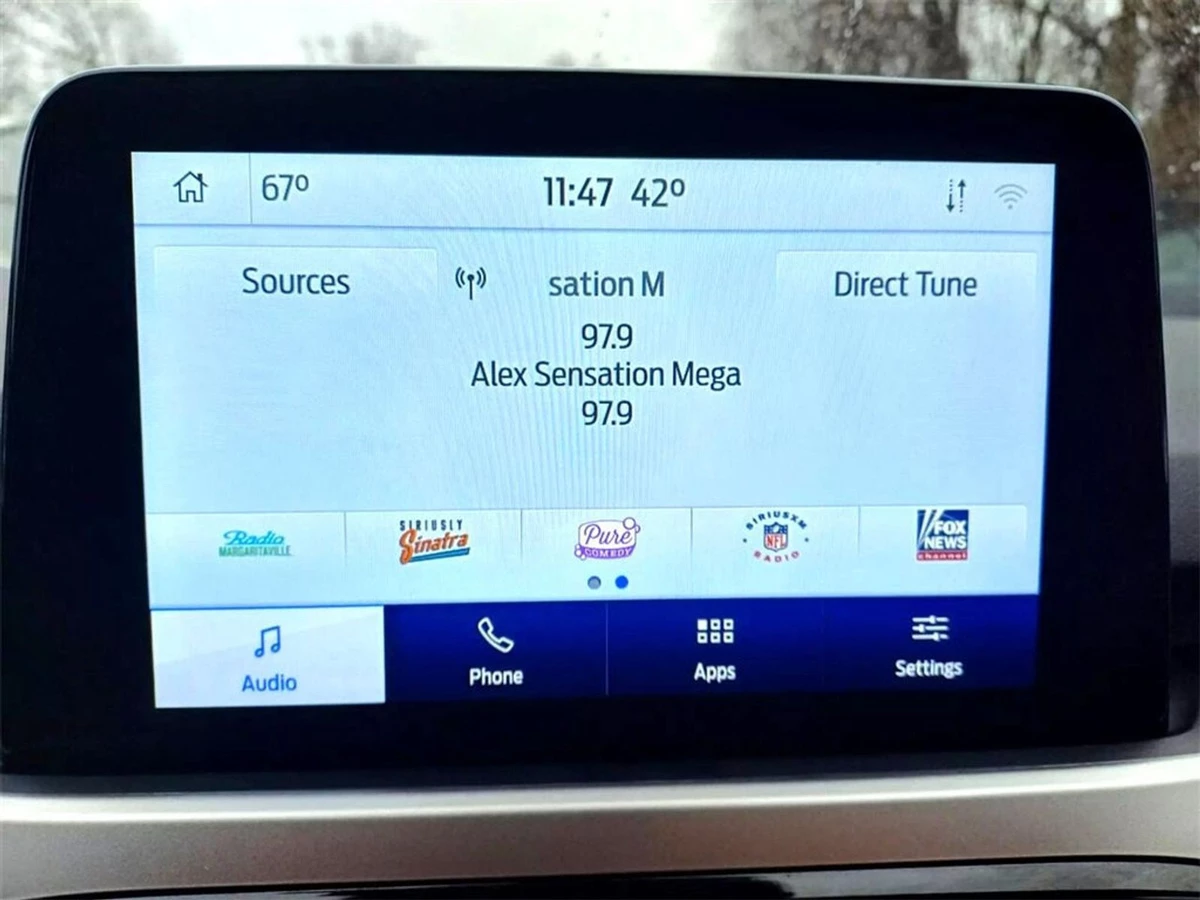 67º
11:47 42º
Sources
sation M
Direct Tune
97.9
Alex Sensation Mega
97.9
Radio
MARGARITAVILLE
SIRIUSLY
Sinatra
Pure
COMEDY
SIRIUSXM
NFL
RADIO
FOX
NEWS
channel
Audio
Phone
Apps
Settings